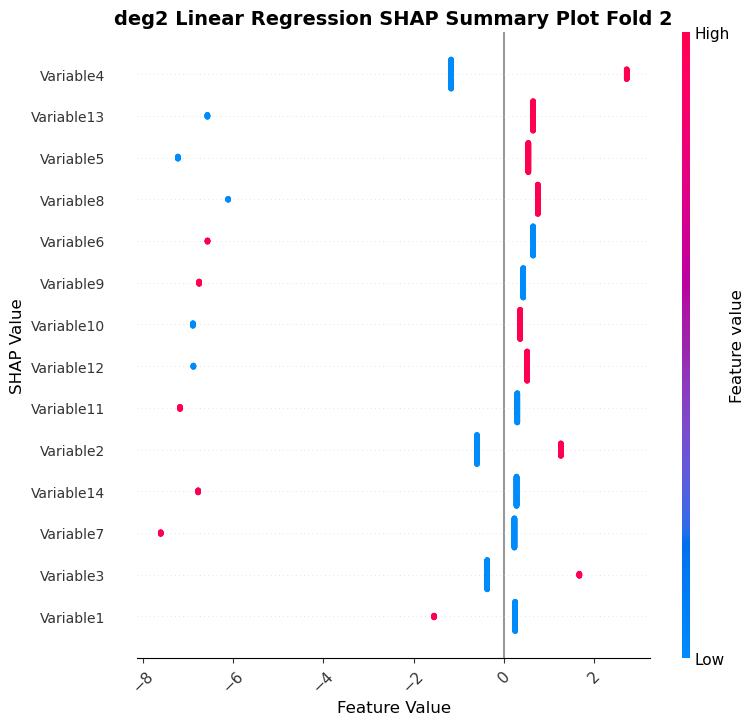 deg2 Linear Regression SHAP Summary Plot Fold 2
High
Variable4
Variable13
Variable5
Variable8
Variable6
Variable9
Variable10
Variable12
Variable11
Variable2
Variable14
Variable7
Variable3
Variable1
SHAP Value
Feature value
Low
−8
−6
−4
−2
0
2
Feature Value